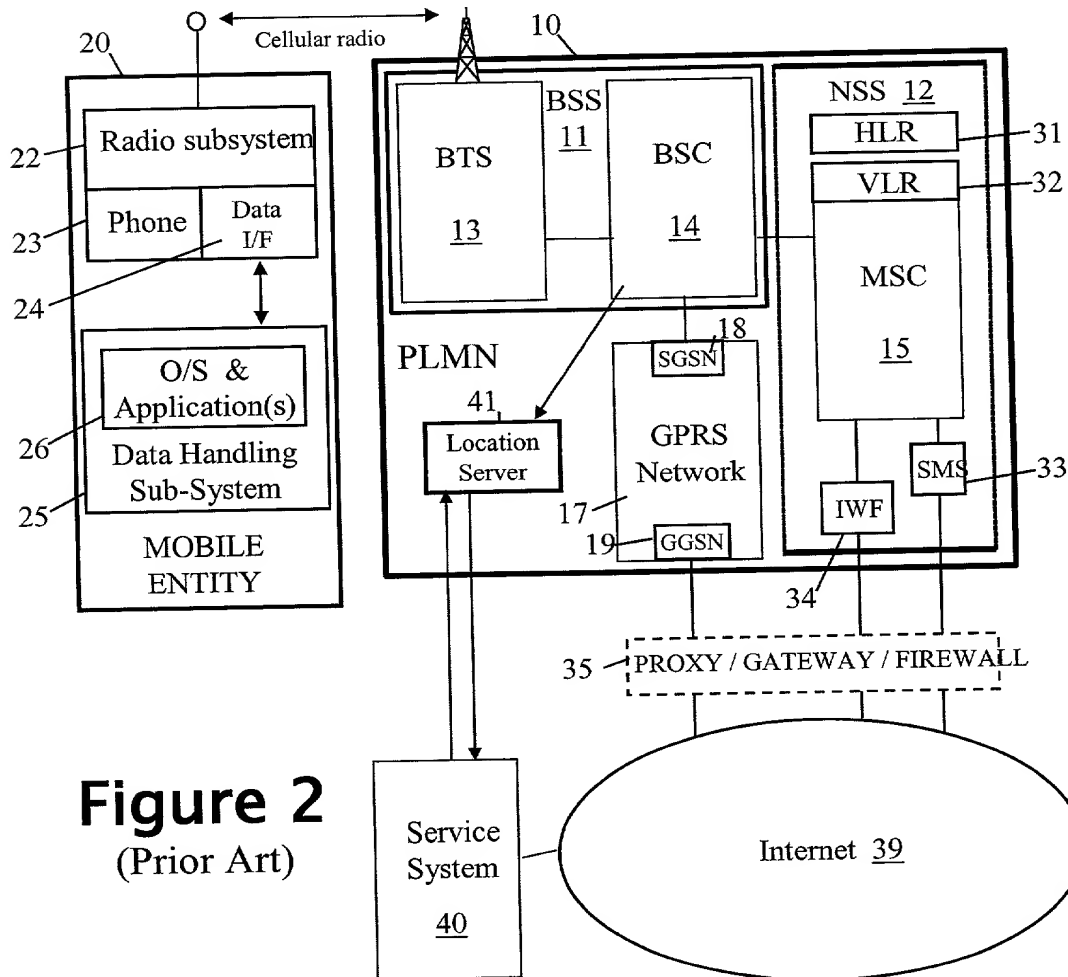 Cellular radio
20
10
22
Radio subsystem
23
Phone
Data
I/F
24
O/S &
Application(s)
26
Data Handling
Sub-System
25
MOBILE
ENTITY
BTS
13
BSS
11
BSC
14
NSS 12
HLR
31
VLR
32
MSC
15
PLMN
18
SGSN
41
Location
Server
GPRS
Network
17
19
GGSN
SMS
33
IWF
34
35
PROXY / GATEWAY / FIREWALL
Figure 2
(Prior Art)
Service
System
40
Internet 39